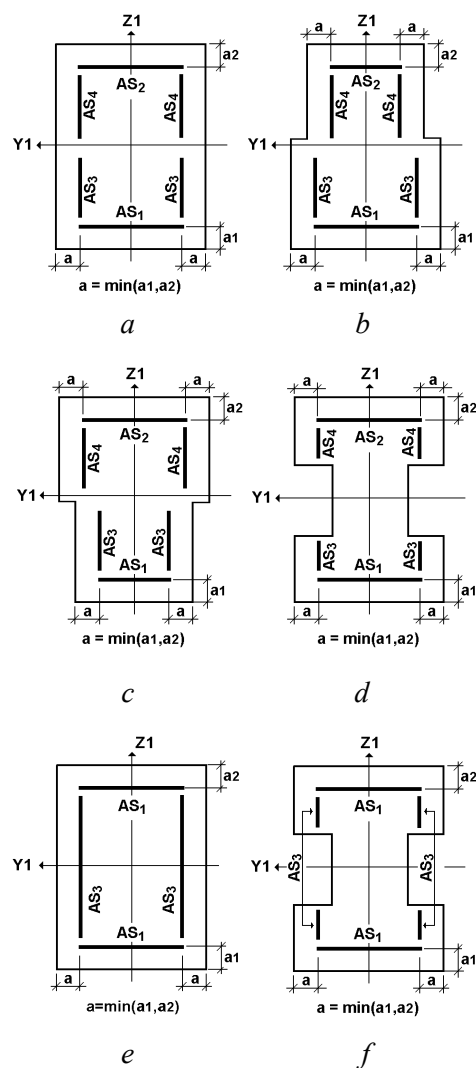 Z1
a2
AS2
AS4 AS4
Y1
AS3 AS3
AS1
a1
a a
a = min(a1,a2)
a
Z1
a a
a2
AS2
AS4 AS4
Y1
AS3 AS3
AS1
a1
a a
a = min(a1,a2)
b
Z1
a a
a2
AS2
AS4 AS4
Y1
AS3 AS3
AS1
a1
a a
a = min(a1,a2)
c
Z1
a a
a2
AS2
AS4 AS4
Y1
AS3 AS3
AS1
a1
a a
a = min(a1,a2)
d
Z1
a2
AS1
Y1
AS3 AS3
AS1
a1
a a
a=min(a1,a2)
e
Z1
a2
AS1
Y1
AS3 AS3
AS1
a1
a a
a = min(a1,a2)
f